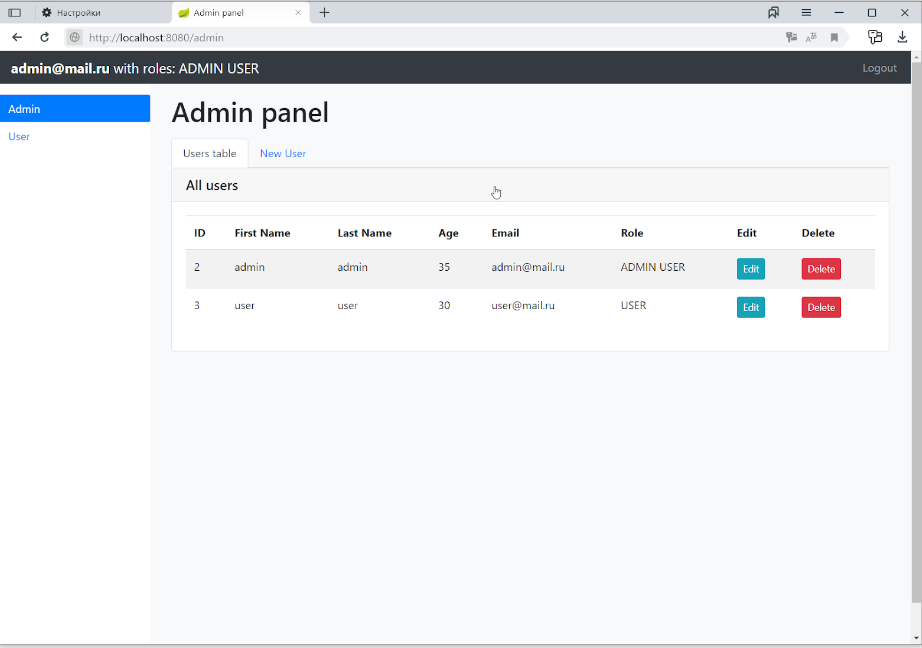 Настройки
Admin panel
http://localhost:8080/admin
admin@mail.ru with roles: ADMIN USER
Logout
Admin
User
Admin panel
Users table New User
All users
ID First Name Last Name Age Email Role Edit Delete
2 admin admin 35 admin@mail.ru ADMIN USER Edit Delete
3 user user 30 user@mail.ru USER Edit Delete